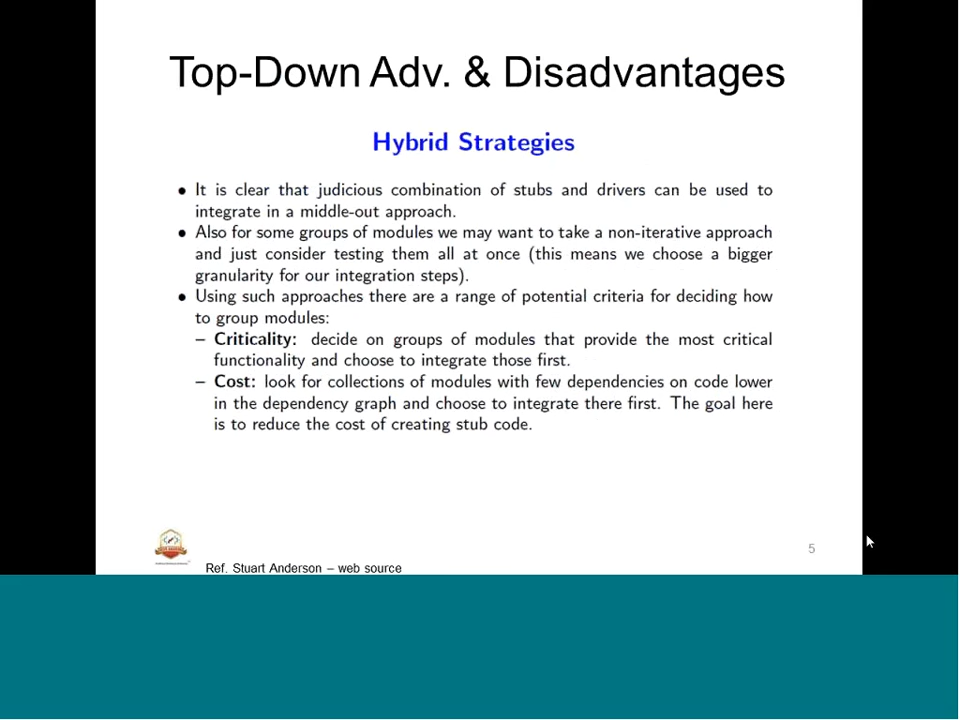 Top-Down Adv. & Disadvantages
Hybrid Strategies
• It is clear that judicious combination of stubs and drivers can be used to
integrate in a middle-out approach.
• Also for some groups of modules we may want to take a non-iterative approach
and just consider testing them all at once (this means we choose a bigger
granularity for our integration steps).
• Using such approaches there are a range of potential criteria for deciding how
to group modules:
– Criticality: decide on groups of modules that provide the most critical
functionality and choose to integrate those first.
– Cost: look for collections of modules with few dependencies on code lower
in the dependency graph and choose to integrate there first. The goal here
is to reduce the cost of creating stub code.
5
Ref. Stuart Anderson – web source